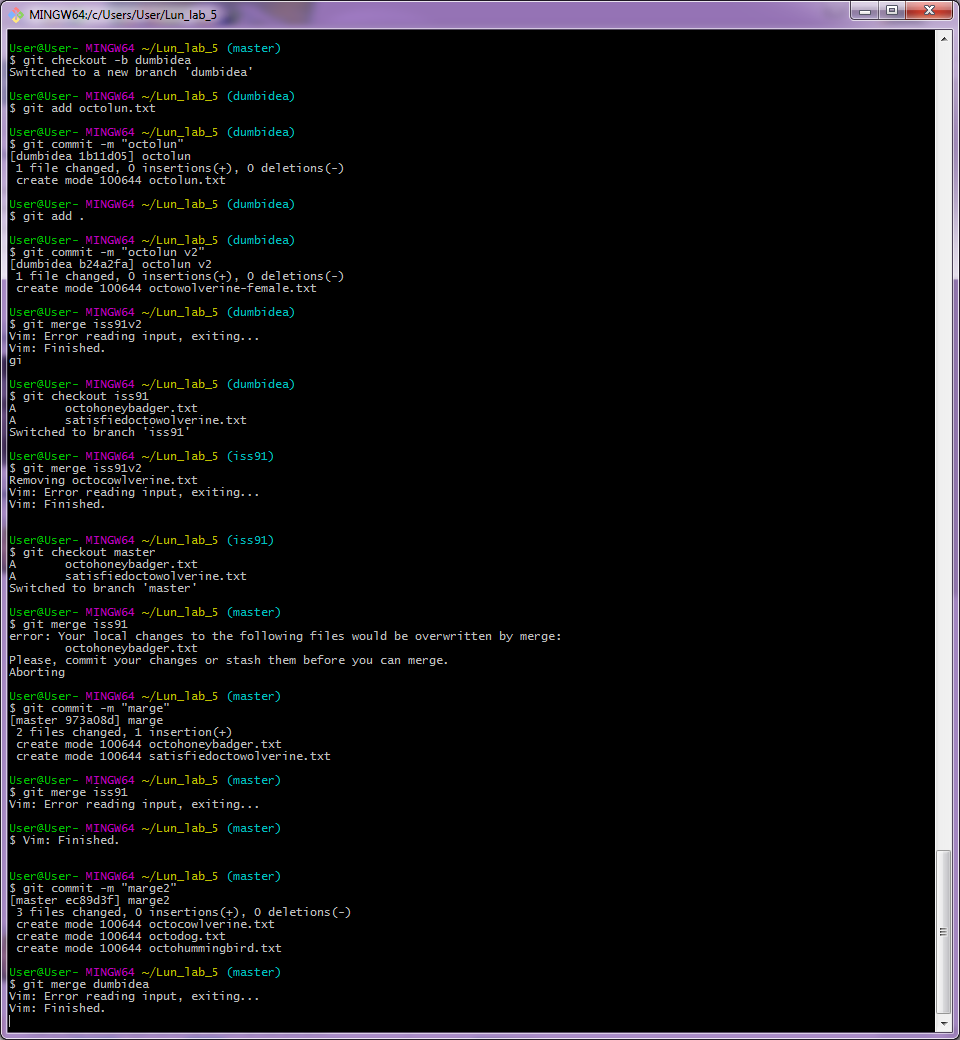 MINGW64:/c/Users/User/Lun_lab_5
User@User- MINGW64 ~/Lun_lab_5 (master)
$ git checkout -b dumbidea
Switched to a new branch 'dumbidea'
User@User- MINGW64 ~/Lun_lab_5 (dumbidea)
$ git add octolun.txt
User@User- MINGW64 ~/Lun_lab_5 (dumbidea)
$ git commit -m "octolun"
[dumbidea 1b11d05] octolun
1 file changed, 0 insertions(+), 0 deletions(-)
create mode 100644 octolun.txt
User@User- MINGW64 ~/Lun_lab_5 (dumbidea)
$ git add .
User@User- MINGW64 ~/Lun_lab_5 (dumbidea)
$ git commit -m "octolun v2"
[dumbidea b24a2fa] octolun v2
1 file changed, 0 insertions(+), 0 deletions(-)
create mode 100644 octowolverine-female.txt
User@User- MINGW64 ~/Lun_lab_5 (dumbidea)
$ git merge iss91v2
Vim: Error reading input, exiting...
Vim: Finished.
gi
User@User- MINGW64 ~/Lun_lab_5 (dumbidea)
$ git checkout iss91
A       octohoneybadger.txt
A       satisfiedoctowolverine.txt
Switched to branch 'iss91'
User@User- MINGW64 ~/Lun_lab_5 (iss91)
$ git merge iss91v2
Removing octocowlverine.txt
Vim: Error reading input, exiting...
Vim: Finished.
User@User- MINGW64 ~/Lun_lab_5 (iss91)
$ git checkout master
A       octohoneybadger.txt
A       satisfiedoctowolverine.txt
Switched to branch 'master'
User@User- MINGW64 ~/Lun_lab_5 (master)
$ git merge iss91
error: Your local changes to the following files would be overwritten by merge:
octohoneybadger.txt
Please, commit your changes or stash them before you can merge.
Aborting
User@User- MINGW64 ~/Lun_lab_5 (master)
$ git commit -m "marge"
[master 973a08d] marge
2 files changed, 1 insertion(+)
create mode 100644 octohoneybadger.txt
create mode 100644 satisfiedoctowolverine.txt
User@User- MINGW64 ~/Lun_lab_5 (master)
$ git merge iss91
Vim: Error reading input, exiting...
User@User- MINGW64 ~/Lun_lab_5 (master)
$ Vim: Finished.
User@User- MINGW64 ~/Lun_lab_5 (master)
$ git commit -m "marge2"
[master ec89d3f] marge2
3 files changed, 0 insertions(+), 0 deletions(-)
create mode 100644 octocowlverine.txt
create mode 100644 octodog.txt
create mode 100644 octohummingbird.txt
User@User- MINGW64 ~/Lun_lab_5 (master)
$ git merge dumbidea
Vim: Error reading input, exiting...
Vim: Finished.